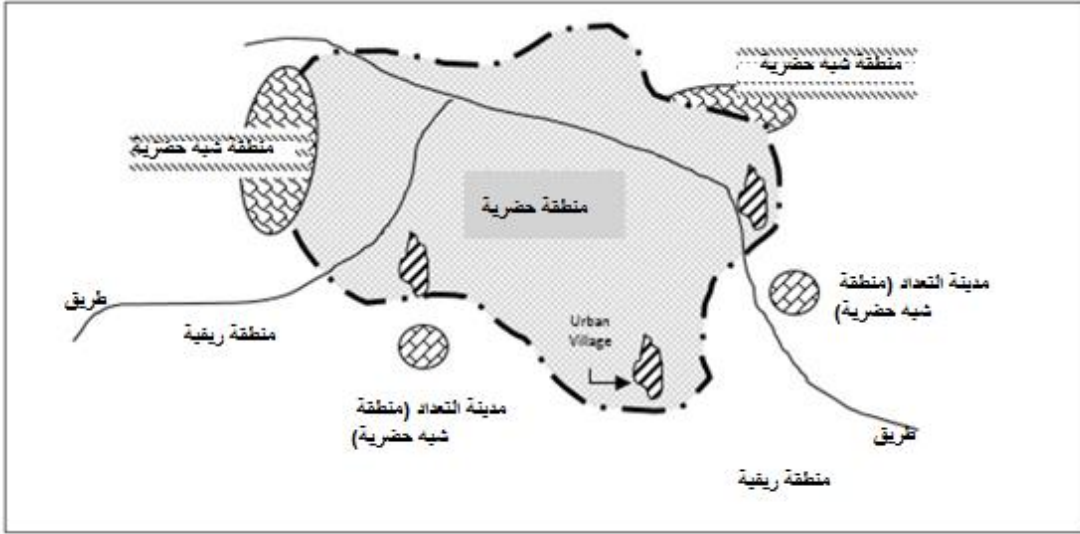 منطقة شبه حضرية
منطقة شبه حضرية
منطقة حضرية
مدينة التعداد (منطقة
شبه حضرية)
طريق
منطقة ريفية
Urban
Village
مدينة التعداد (منطقة
شبه حضرية)
طريق
منطقة ريفية